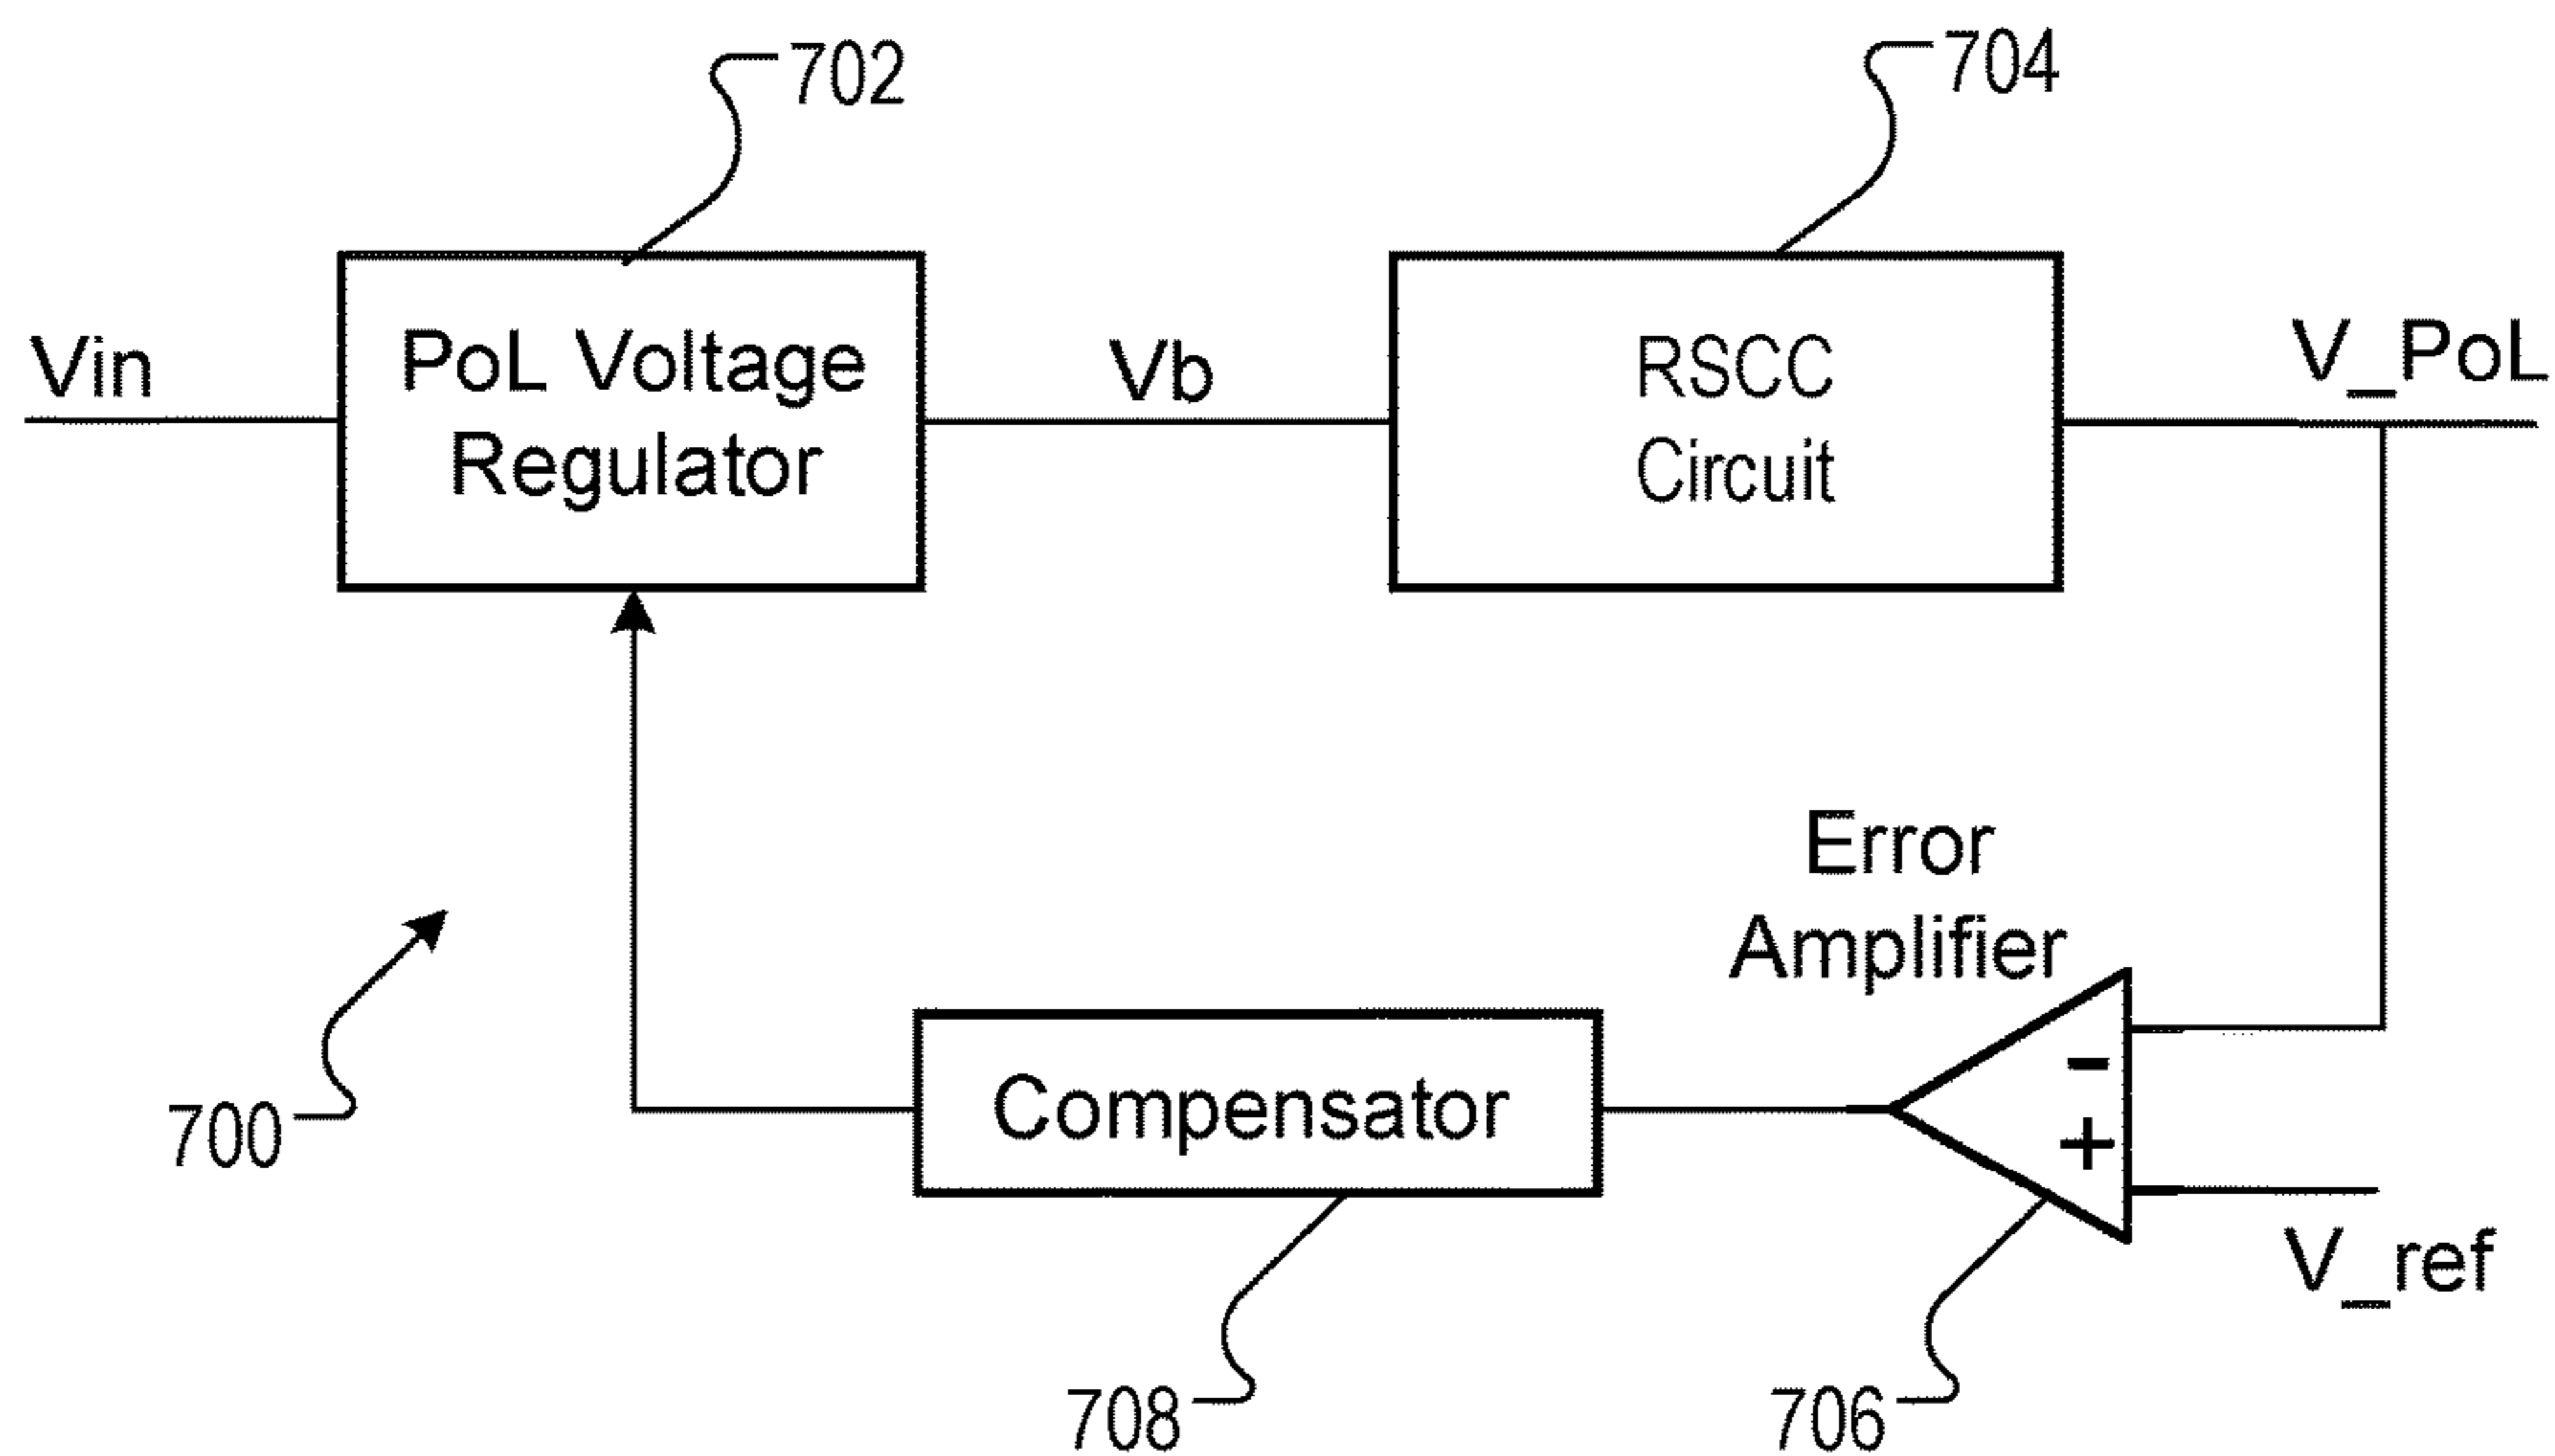 702
704
Vin
PoL Voltage
Regulator
Vb
RSCC
Circuit
V_PoL
Error
Amplifier
-
+
Compensator
V_ref
700
708
706